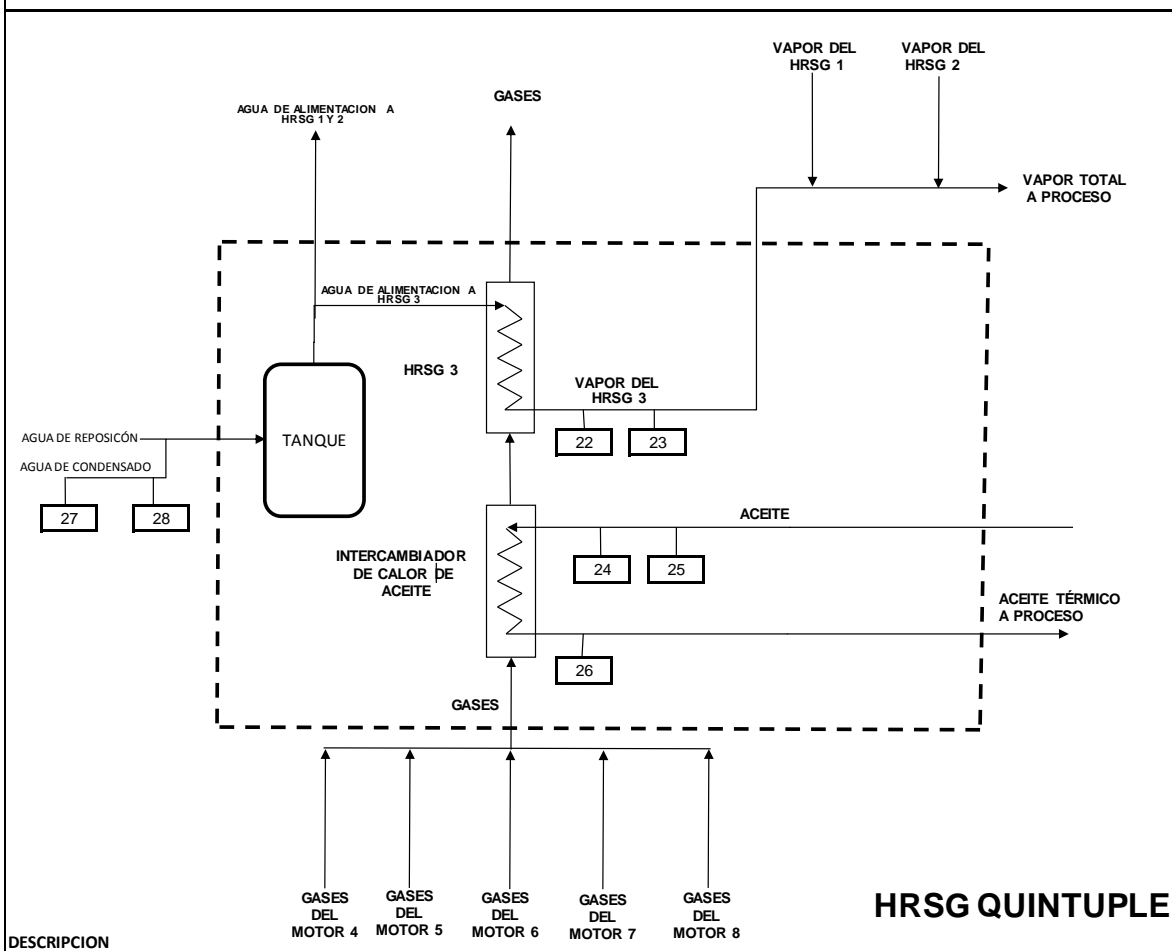 VAPOR DEL
HRSG 1
VAPOR DEL
HRSG 2
GASES
AGUA DE ALIMENTACION A
HRSG 1 Y 2
VAPOR TOTAL
A PROCESO
AGUA DE ALIMENTACION A
HRSG 3
HRSG 3
VAPOR DEL
HRSG 3
22
23
TANQUE
AGUA DE REPOSICÓN
AGUA DE CONDENSADO
27
28
ACEITE
24
25
INTERCAMBIADOR
DE CALOR DE
ACEITE
ACEITE TÉRMICO
A PROCESO
26
GASES
GASES
DEL
MOTOR 4
GASES
DEL
MOTOR 5
GASES
DEL
MOTOR 6
GASES
DEL
MOTOR 7
GASES
DEL
MOTOR 8
HRSG QUINTUPLE
DESCRIPCION